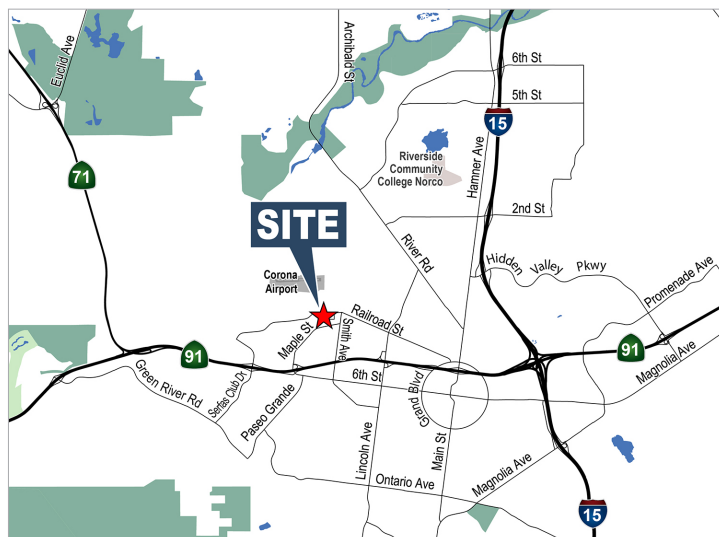 Euclid Ave
Archibald St
6th St
5th St
15
Riverside
Community
College Norco
Hamner Ave
71
2nd St
SITE
River Rd
Hidden Valley Pkwy
Promenade Ave
Corona
Airport
Railroad St
Maple St
Smith Ave
91
91
6th St
Magnolia Ave
Green River Rd
Serfas Club Dr.
Paseo Grande
Grand Blvd
Lincoln Ave
Main St
Magnolia Ave
Ontario Ave
15